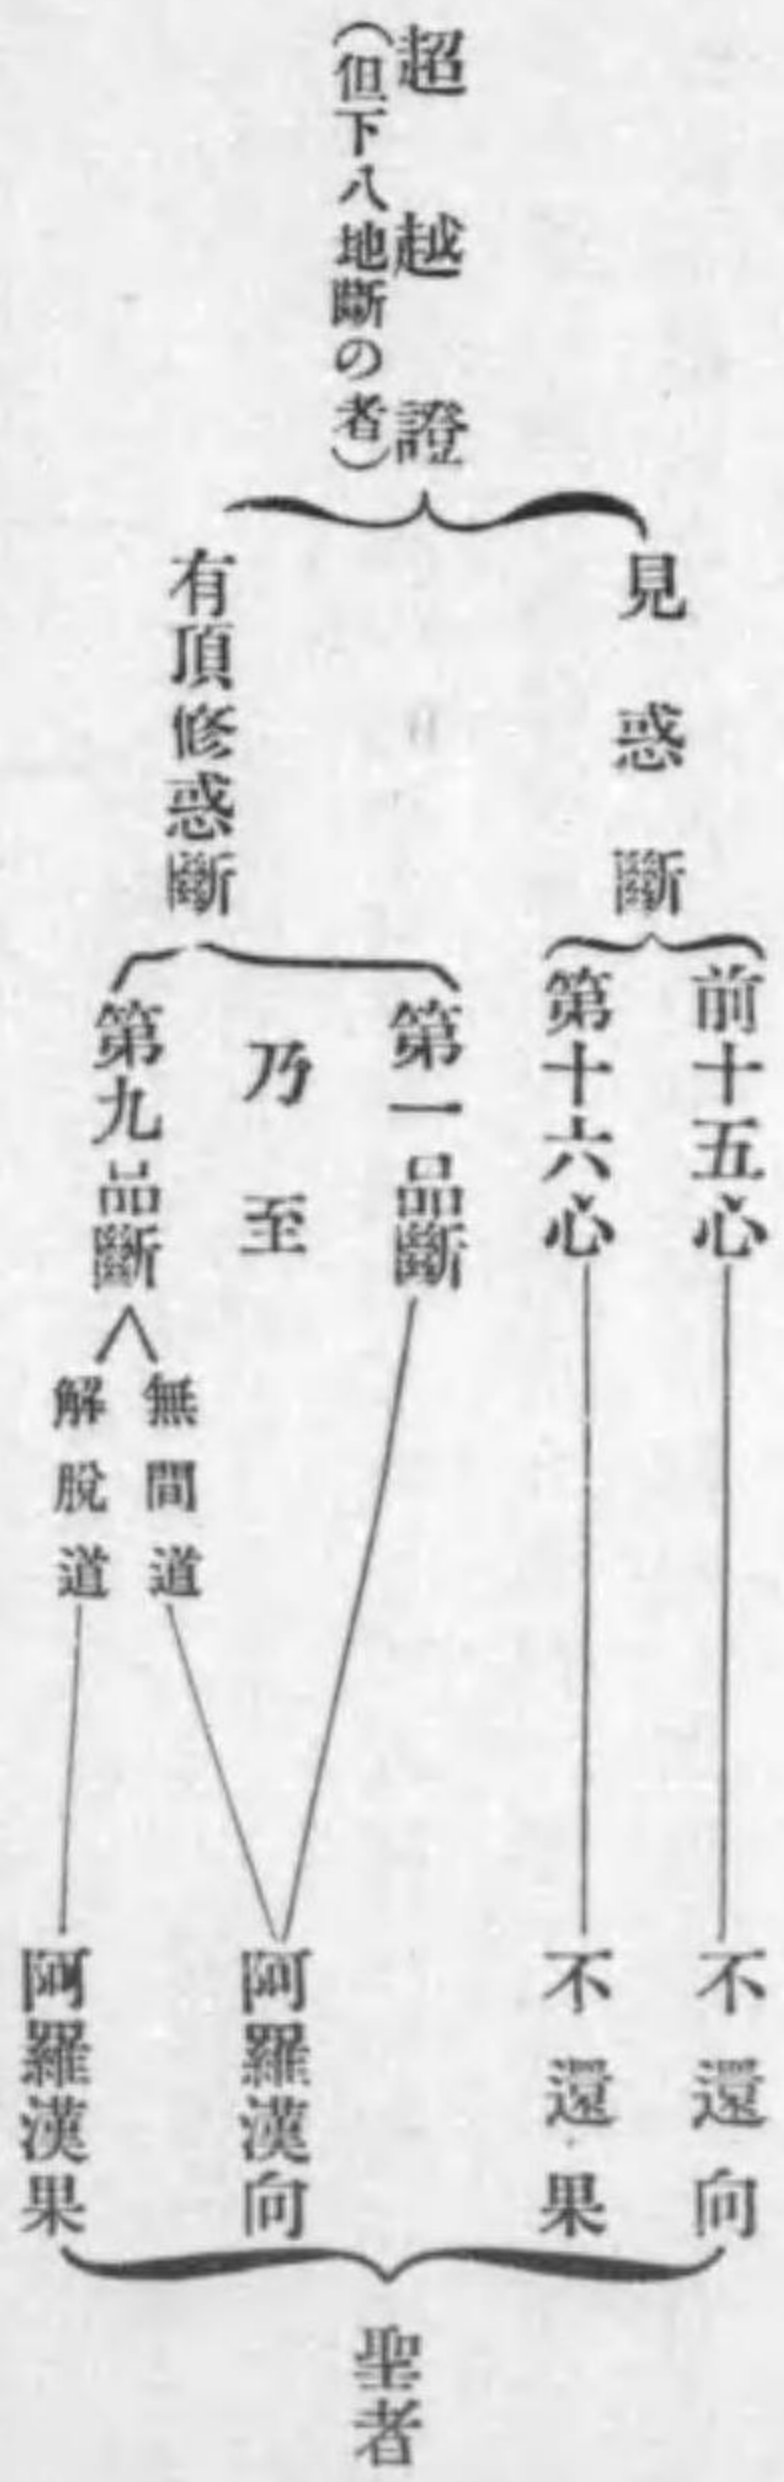 超越證
(但下八地斷の者)
見惑斷
前十五心
不還向
第十六心
不還果
有頂修惑斷
第一品斷
乃至
阿羅漢向
第九品斷
無間道
解脫道
阿羅漢果
聖者